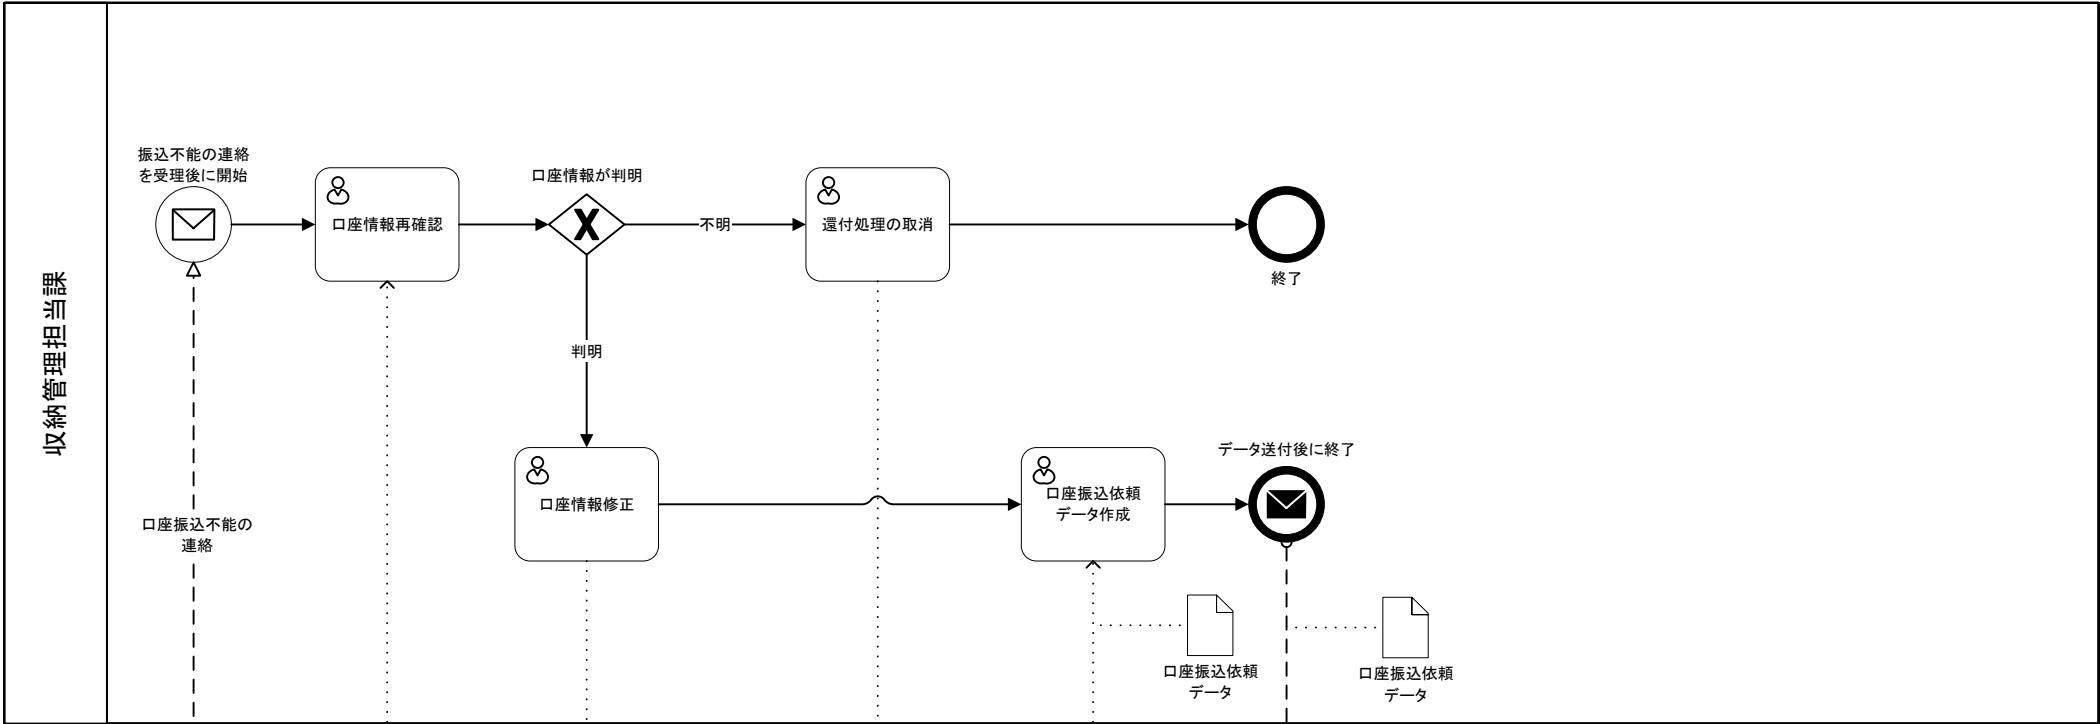 収納管理担当課
振込不能の連絡
を受理後に開始
口座情報再確認
口座情報が判明
不明
還付処理の取消
終了
判明
口座情報修正
口座振込依頼
データ作成
データ送付後に終了
口座振込不能の
連絡
口座振込依頼
データ
口座振込依頼
データ